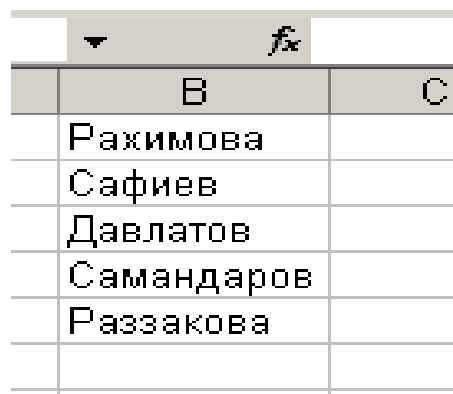 fx
B C
Рахимова
Сафиев
Давлатов
Самандаров
Раззакова